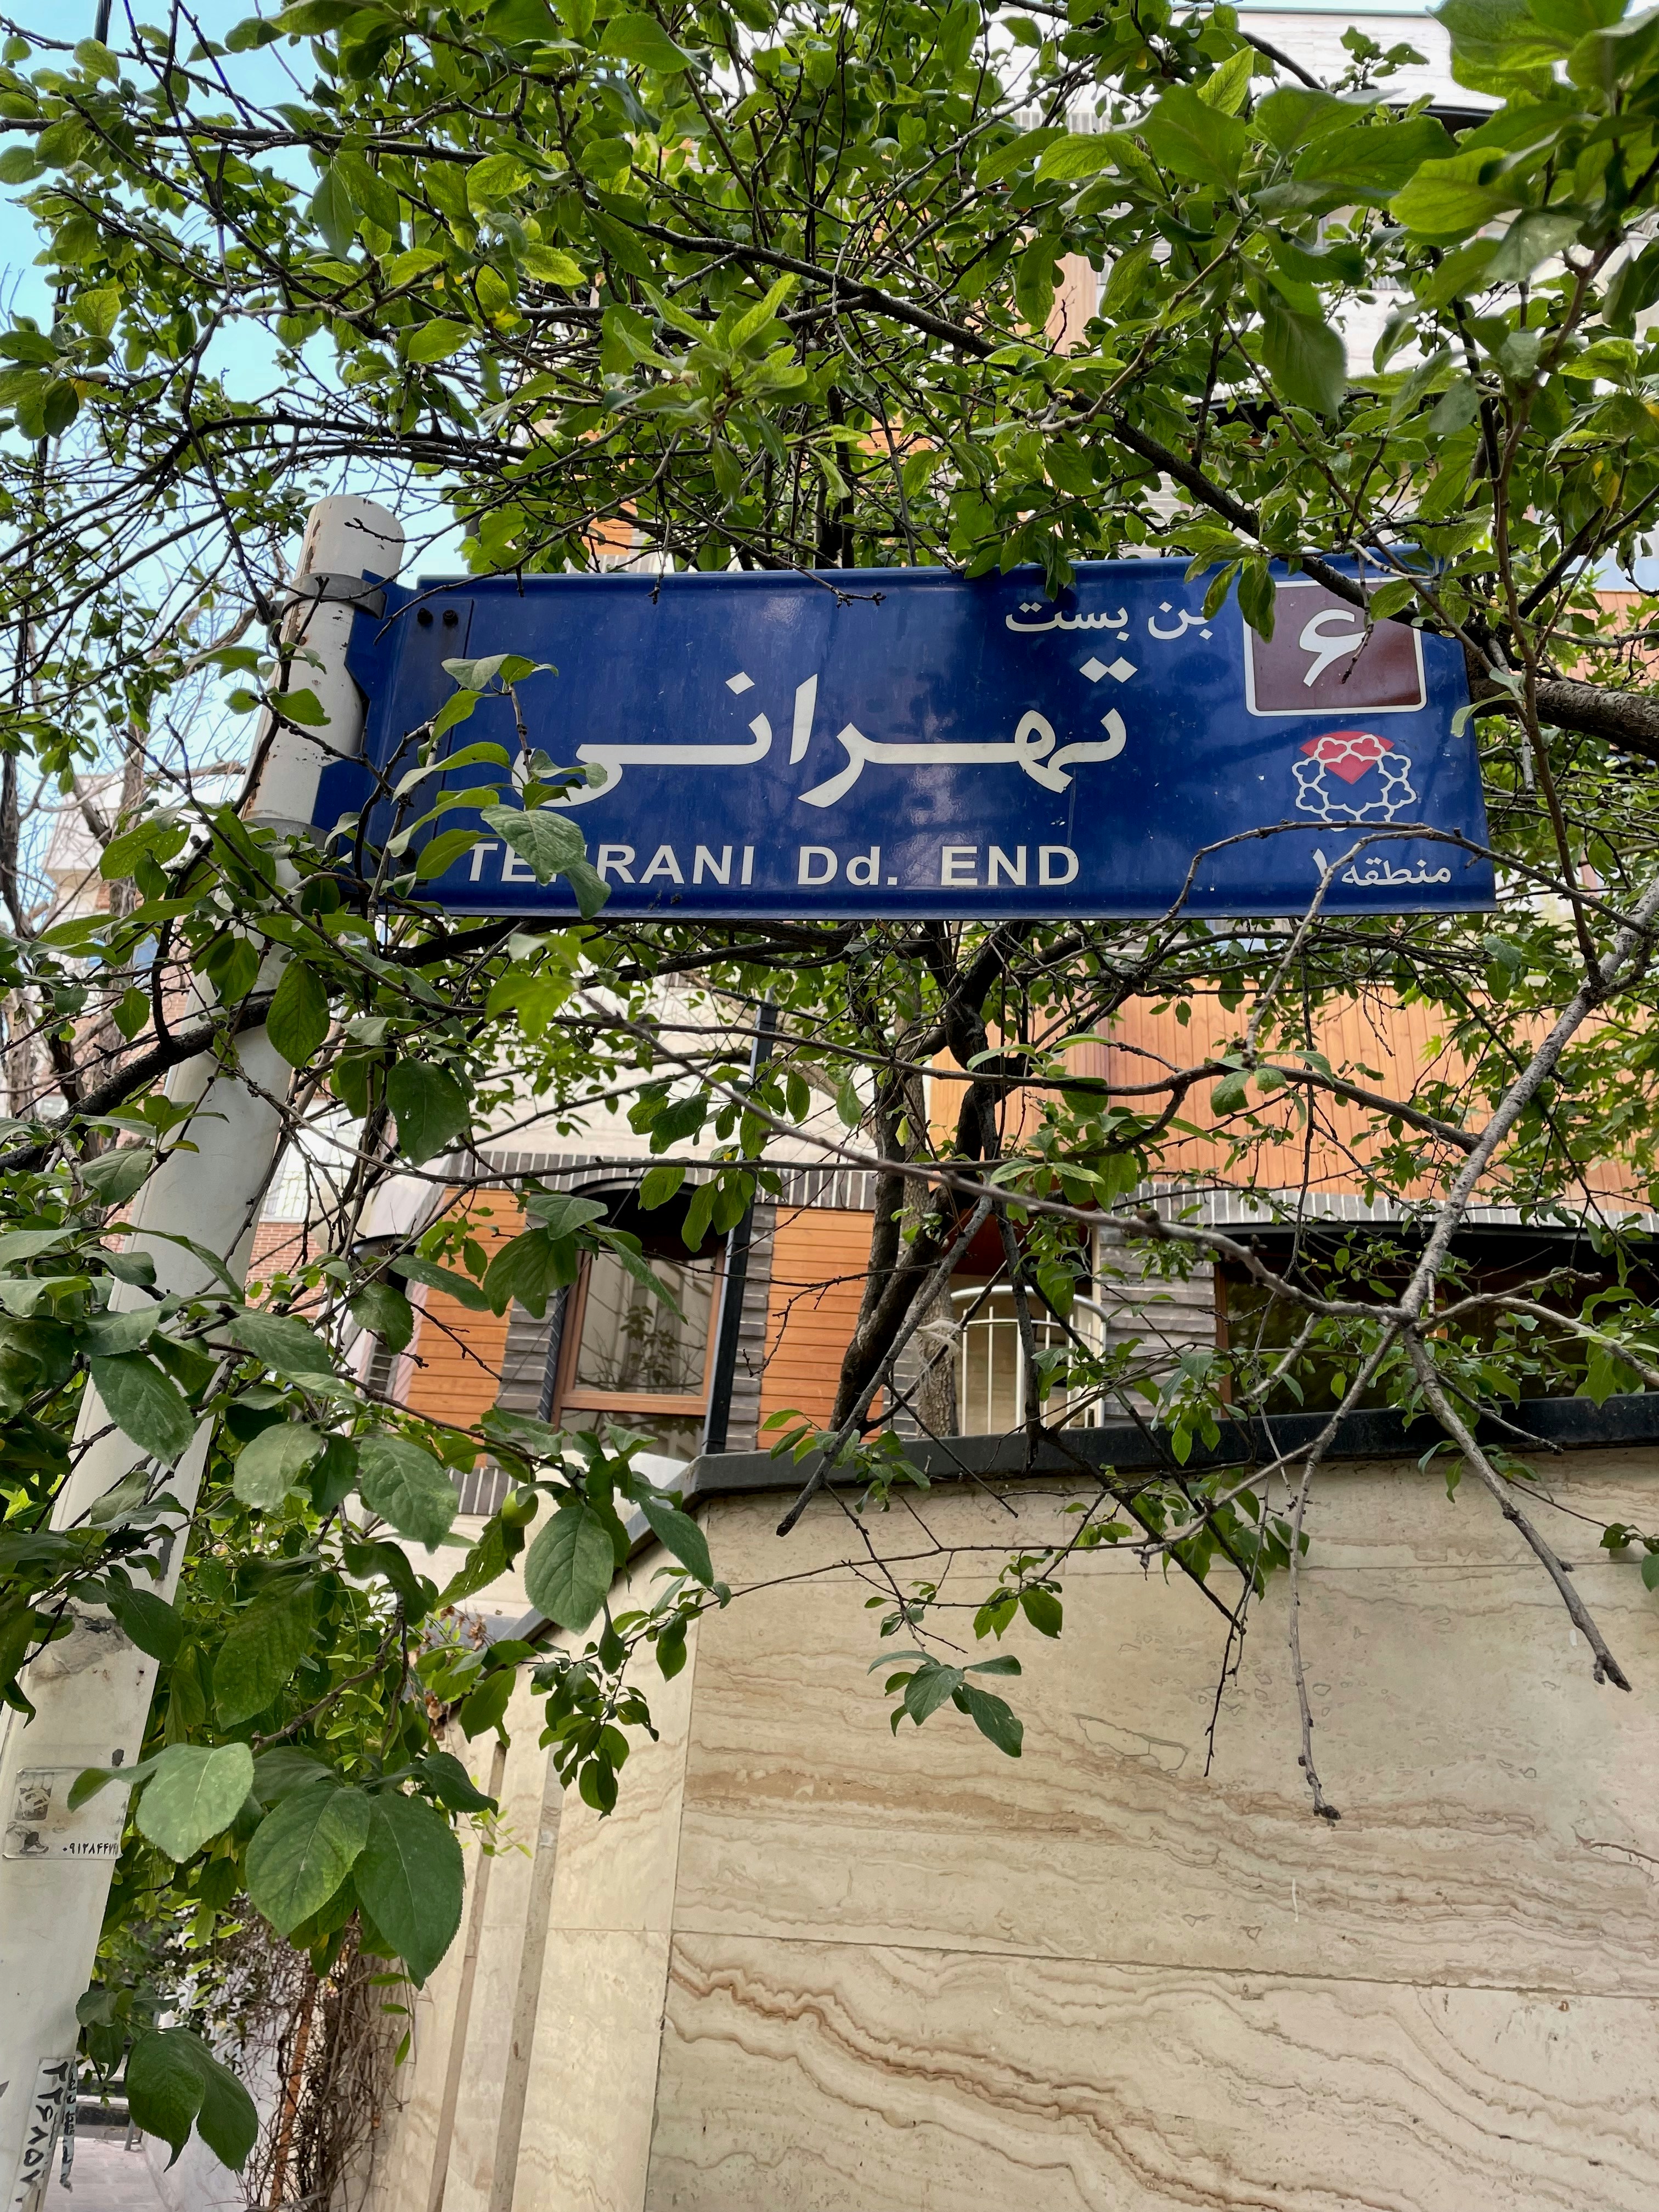 بن بست
۶
تهرانی
TEHRANI Dd. END
منطقه ۱